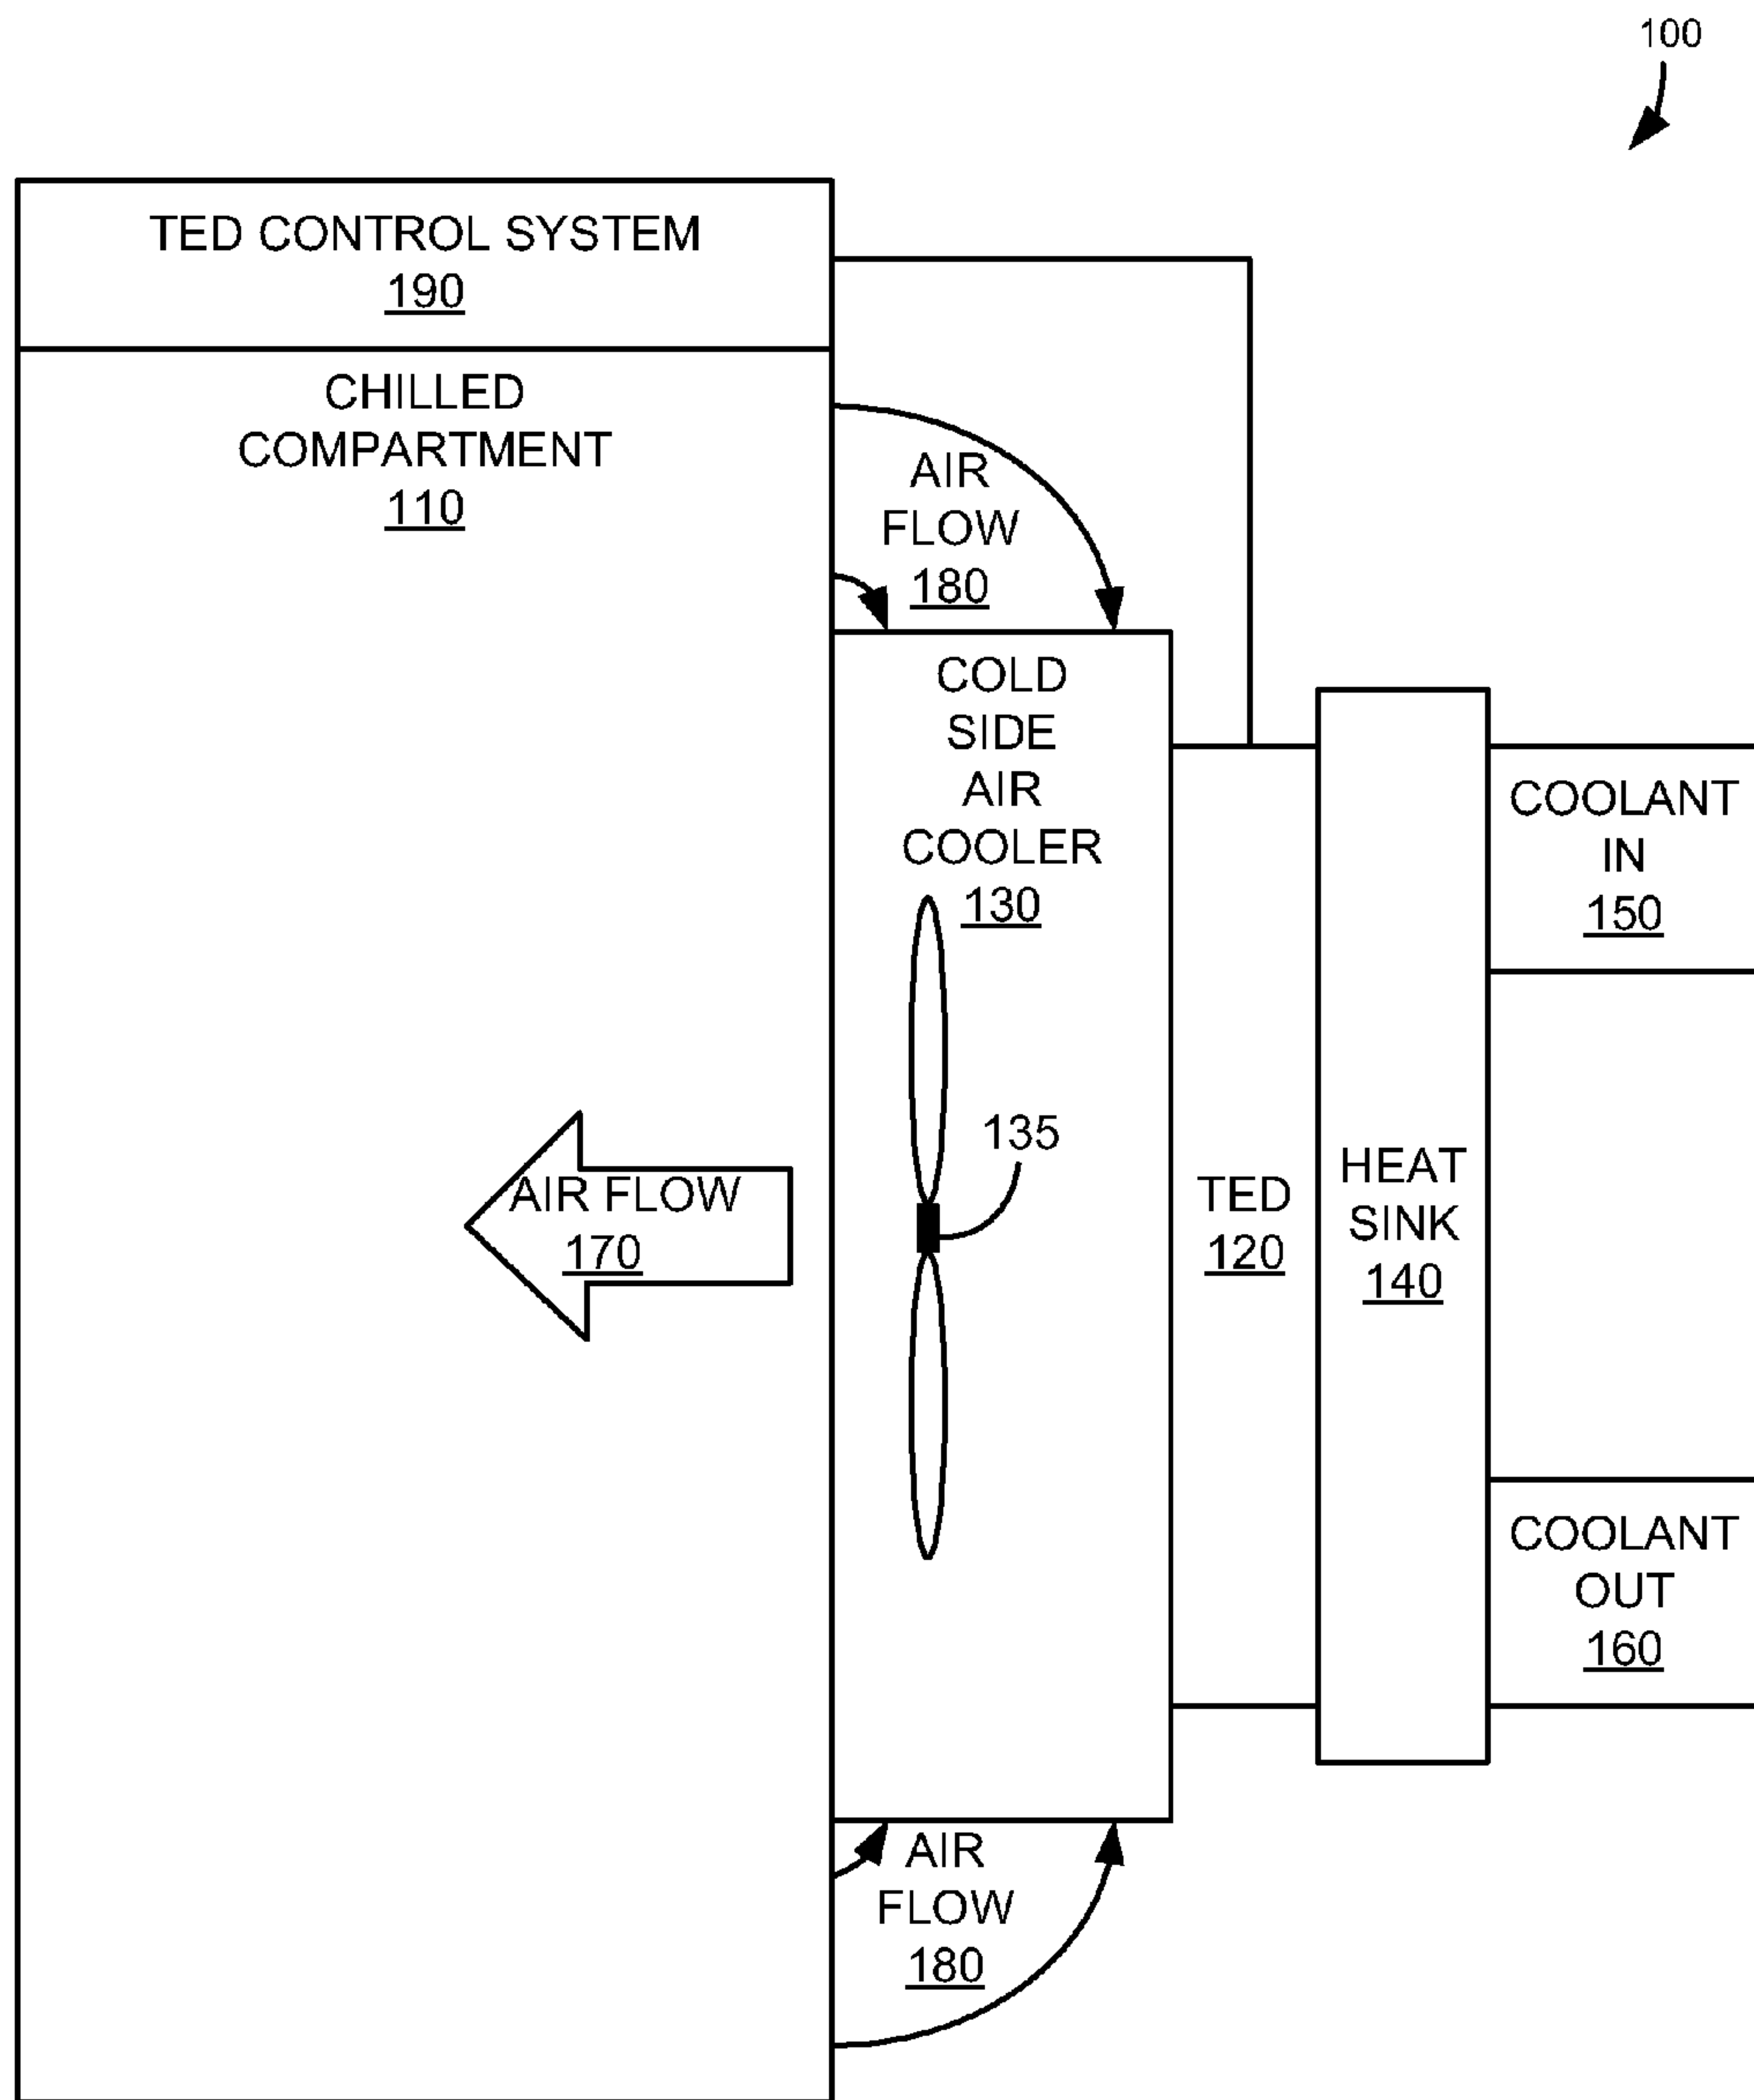 100
TED CONTROL SYSTEM
190
CHILLED
COMPARTMENT
110
AIR
FLOW
180
COLD
SIDE
AIR
COOLER
130
COOLANT
IN
150
135
AIR FLOW
170
TED
120
HEAT
SINK
140
COOLANT
OUT
160
AIR
FLOW
180